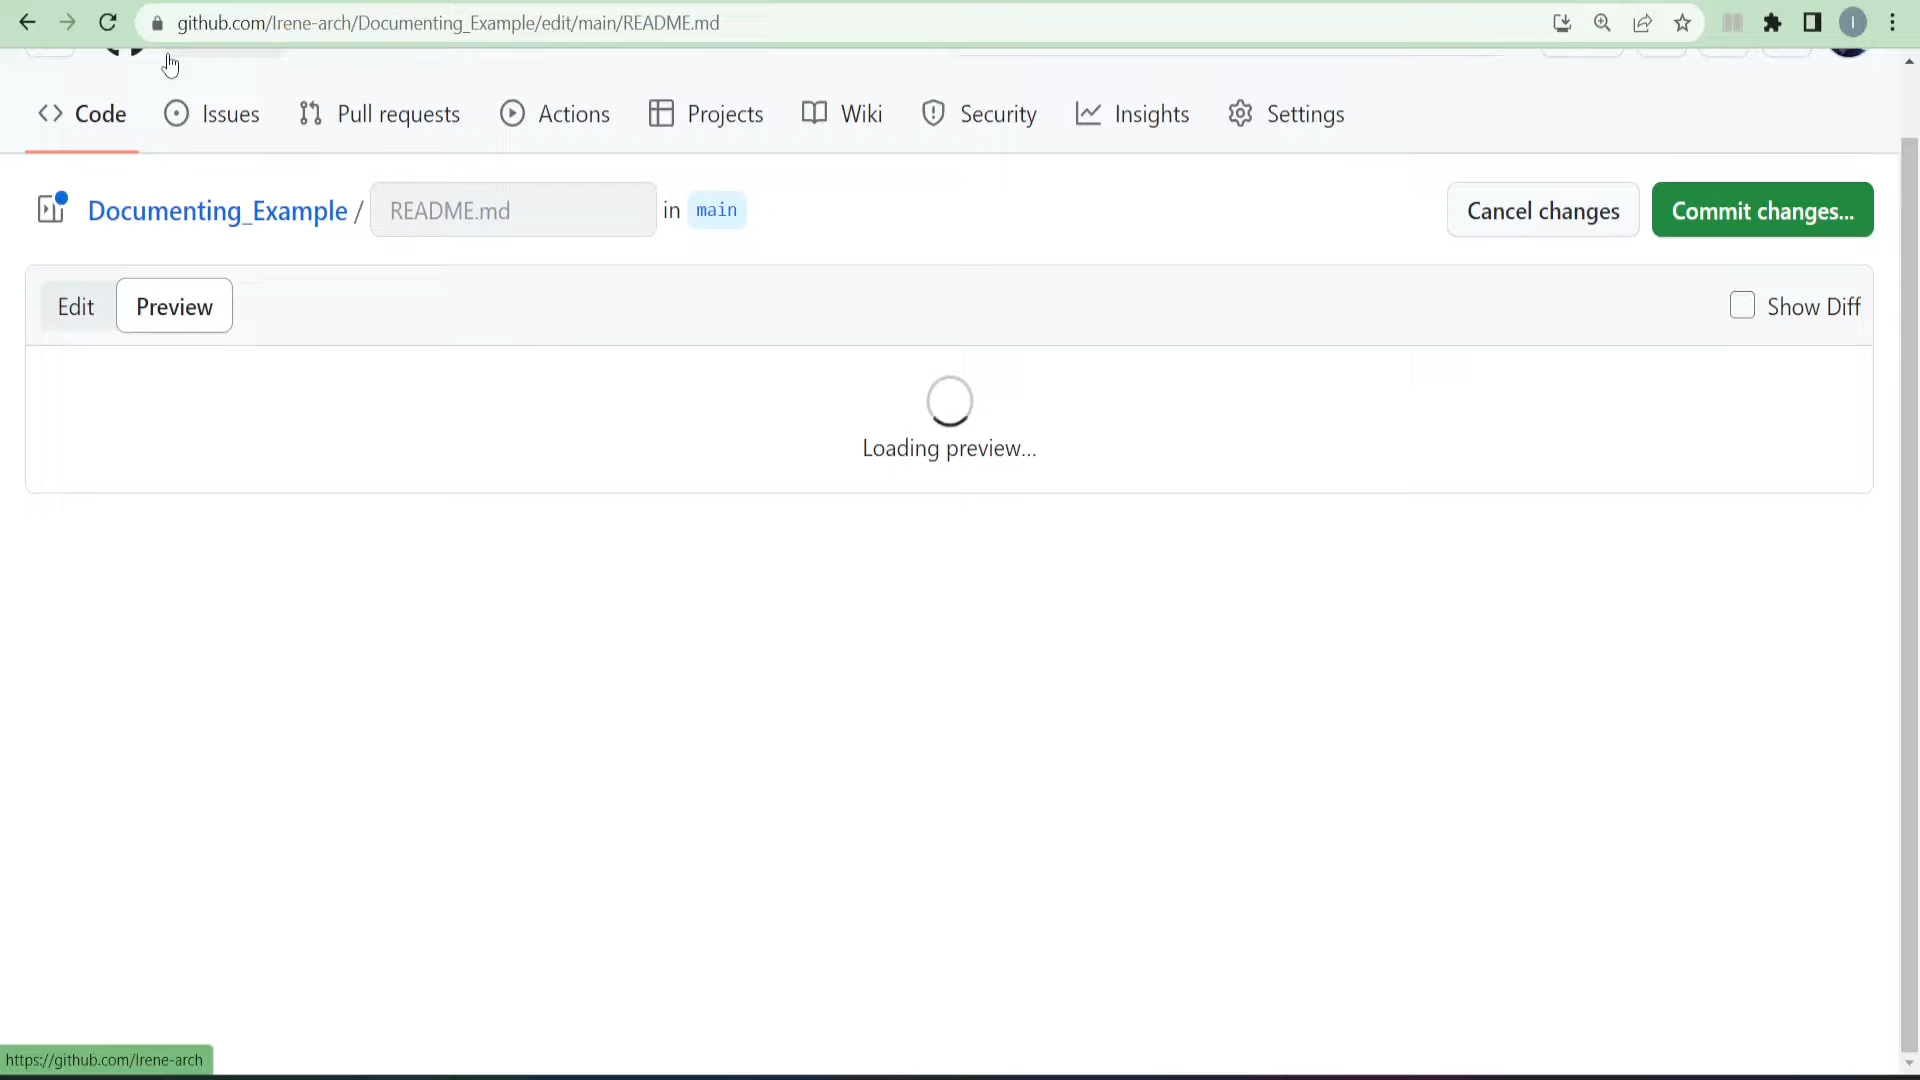 github.com/Irene-arch/Documenting_Example/edit/main/README.md
I
Code Issues Pull requests Actions Projects Wiki Security Insights Settings
Documenting_Example / README.md in main Cancel changes Commit changes...
Edit Preview Show Diff
Loading preview...
https://github.com/Irene-arch